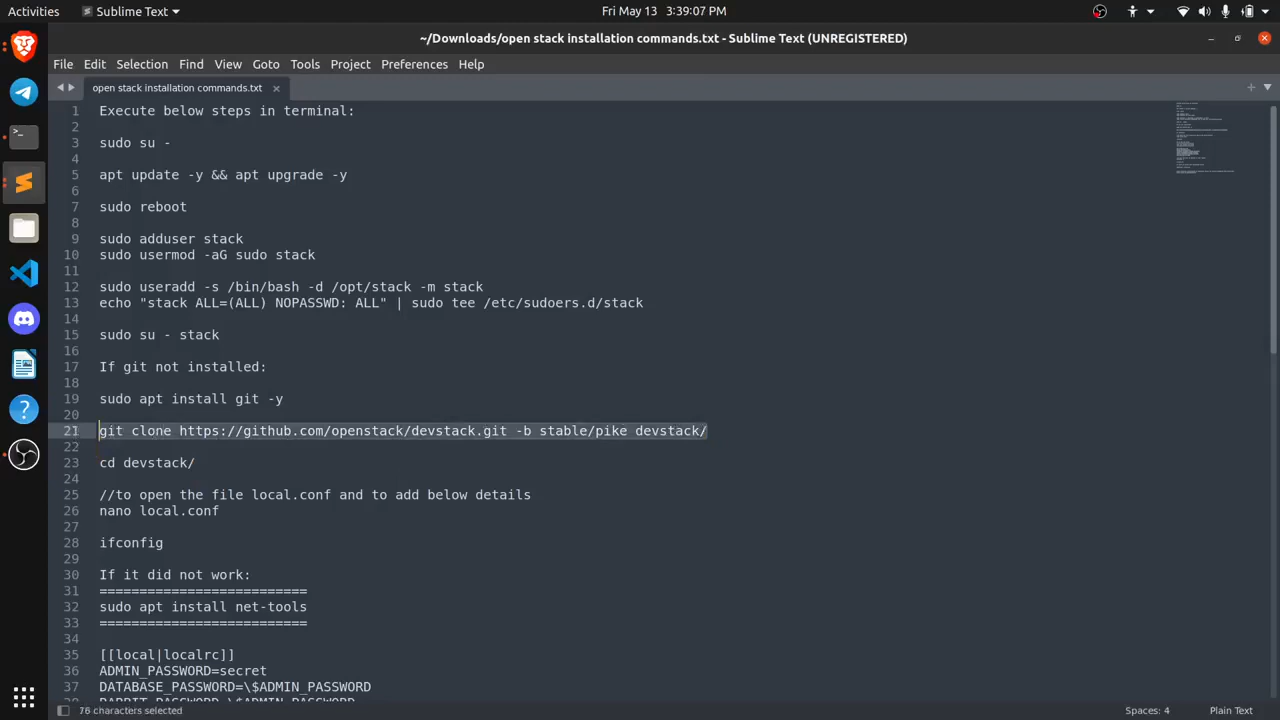 Activities
Sublime Text
Fri May 13 3:39:07 PM
~/Downloads/open stack installation commands.txt - Sublime Text (UNREGISTERED)
File Edit Selection Find View Goto Tools Project Preferences Help
open stack installation commands.txt
1 Execute below steps in terminal:
2
3 sudo su -
4
5 apt update -y && apt upgrade -y
6
7 sudo reboot
8
9 sudo adduser stack
10 sudo usermod -aG sudo stack
11
12 sudo useradd -s /bin/bash -d /opt/stack -m stack
13 echo "stack ALL=(ALL) NOPASSWD: ALL" | sudo tee /etc/sudoers.d/stack
14
15 sudo su - stack
16
17 If git not installed:
18
19 sudo apt install git -y
20
21 git clone https://github.com/openstack/devstack.git -b stable/pike devstack/
22
23 cd devstack/
24
25 //to open the file local.conf and to add below details
26 nano local.conf
27
28 ifconfig
29
30 If it did not work:
31 ==========================
32 sudo apt install net-tools
33 ==========================
34
35 [[local|localrc]]
36 ADMIN_PASSWORD=secret
37 DATABASE_PASSWORD=\$ADMIN_PASSWORD
38 RABBIT_PASSWORD=\$ADMIN_PASSWORD
76 characters selected
Spaces: 4
Plain Text